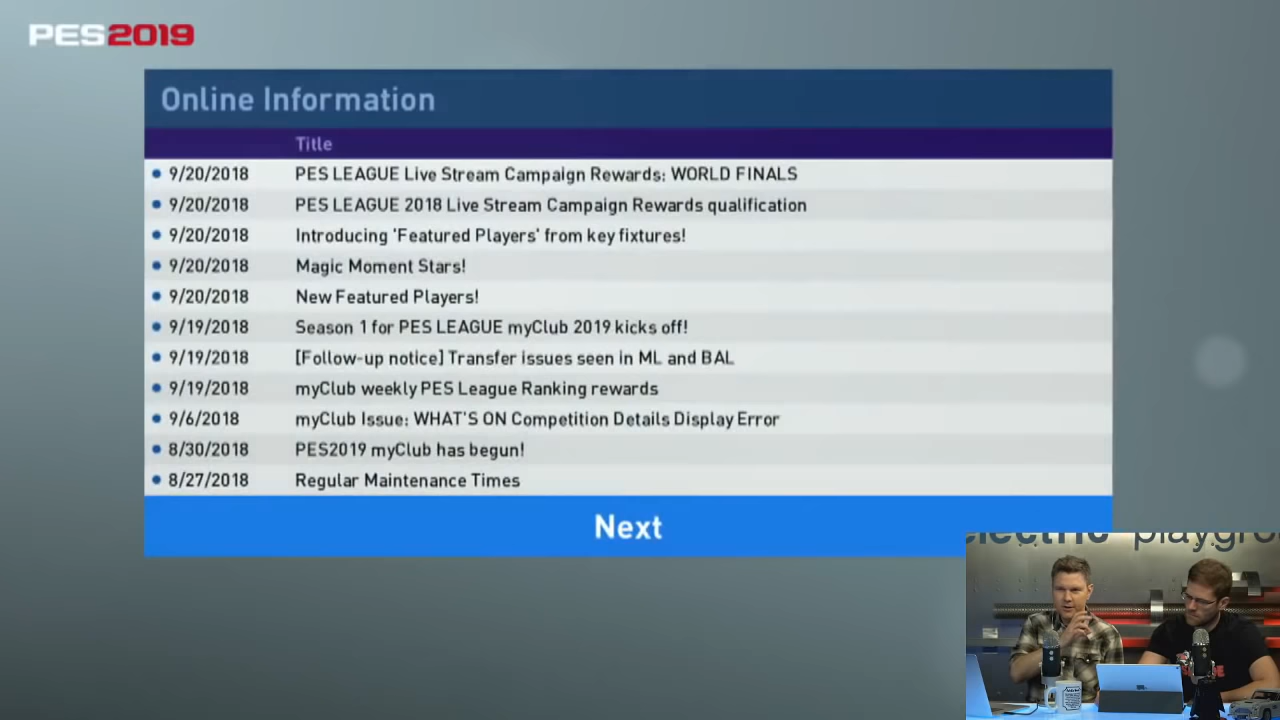 PES2019
Online Information
Title
9/20/2018 PES LEAGUE Live Stream Campaign Rewards: WORLD FINALS
9/20/2018 PES LEAGUE 2018 Live Stream Campaign Rewards qualification
9/20/2018 Introducing 'Featured Players' from key fixtures!
9/20/2018 Magic Moment Stars!
9/20/2018 New Featured Players!
9/19/2018 Season 1 for PES LEAGUE myClub 2019 kicks off!
9/19/2018 [Follow-up notice] Transfer issues seen in ML and BAL
9/19/2018 myClub weekly PES League Ranking rewards
9/6/2018 myClub Issue: WHAT'S ON Competition Details Display Error
8/30/2018 PES2019 myClub has begun!
8/27/2018 Regular Maintenance Times
Next
electric playgro